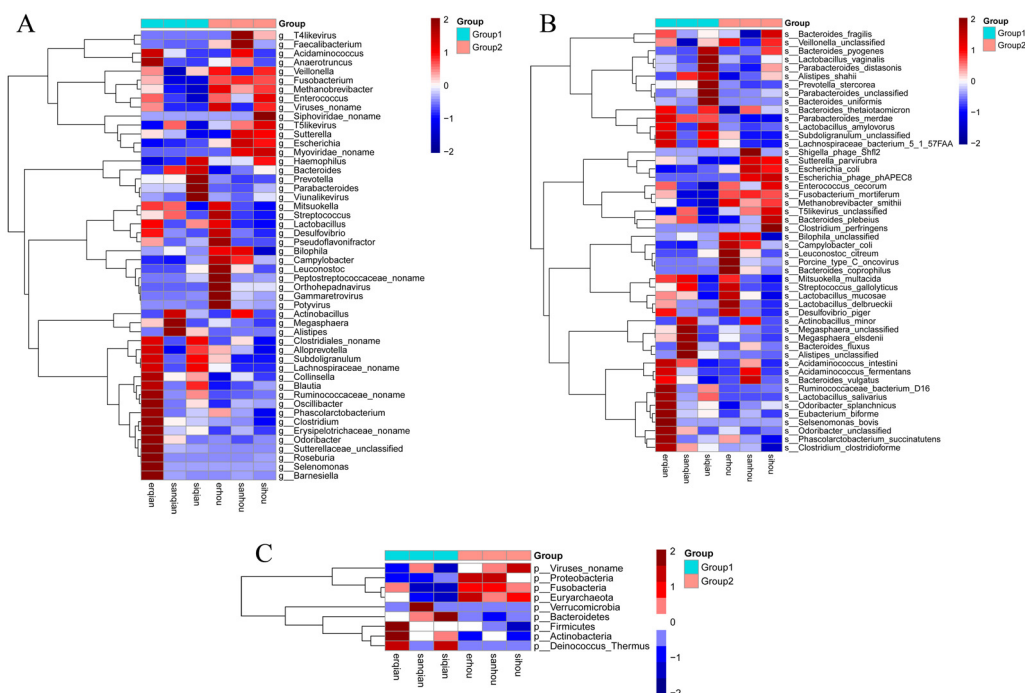 A
Group
2
1
0
−1
−2
Group
Group1
Group2
g__T4likevirus
g__Faecalibacterium
g__Acidaminococcus
g__Anaerotruncus
g__Veillonella
g__Fusobacterium
g__Methanobrevibacter
g__Enterococcus
g__Viruses_noname
g__Siphoviridae_noname
g__T5likevirus
g__Sutterella
g__Escherichia
g__Myoviridae_noname
g__Haemophilus
g__Bacteroides
g__Prevotella
g__Parabacteroides
g__Viunalikevirus
g__Mitsuokella
g__Streptococcus
g__Lactobacillus
g__Desulfovibrio
g__Pseudoflavonifractor
g__Bilophila
g__Campylobacter
g__Leuconostoc
g__Peptostreptococcaceae_noname
g__Orthohepadnavirus
g__Gammaretrovirus
g__Potyvirus
g__Actinobacillus
g__Megasphaera
g__Alistipes
g__Clostridiales_noname
g__Alloprevotella
g__Subdoligranulum
g__Lachnospiraceae_noname
g__Collinsella
g__Blautia
g__Ruminococcaceae_noname
g__Oscillibacter
g__Phascolarctobacterium
g__Clostridium
g__Erysipelotrichaceae_noname
g__Odoribacter
g__Sutterellaceae_unclassified
g__Roseburia
g__Selenomonas
g__Barnesiella
erqian
sanqian
siqian
erhou
sanhou
sihou
B
Group
2
1
0
−1
−2
Group
Group1
Group2
s__Bacteroides_fragilis
s__Veillonella_unclassified
s__Bacteroides_pyogenes
s__Lactobacillus_vaginalis
s__Parabacteroides_distasonis
s__Alistipes_shahii
s__Prevotella_stercorea
s__Parabacteroides_unclassified
s__Bacteroides_uniformis
s__Bacteroides_thetaiotaomicron
s__Parabacteroides_merdae
s__Lactobacillus_amylovorus
s__Subdoligranulum_unclassified
s__Lachnospiraceae_bacterium_5_1_57FAA
s__Shigella_phage_Shfl2
s__Sutterella_parvirubra
s__Escherichia_coli
s__Escherichia_phage_phAPEC8
s__Enterococcus_cecorum
s__Fusobacterium_mortiferum
s__Methanobrevibacter_smithii
s__T5likevirus_unclassified
s__Bacteroides_plebeius
s__Clostridium_perfringens
s__Bilophila_unclassified
s__Campylobacter_coli
s__Leuconostoc_citreum
s__Porcine_type_C_oncovirus
s__Bacteroides_coprophilus
s__Mitsuokella_multacida
s__Streptococcus_gallolyticus
s__Lactobacillus_mucosae
s__Lactobacillus_delbrueckii
s__Desulfovibrio_piger
s__Actinobacillus_minor
s__Megasphaera_unclassified
s__Megasphaera_elsdenii
s__Bacteroides_fluxus
s__Alistipes_unclassified
s__Acidaminococcus_intestini
s__Acidaminococcus_fermentans
s__Bacteroides_vulgatus
s__Ruminococcaceae_bacterium_D16
s__Lactobacillus_salivarius
s__Odoribacter_splanchnicus
s__Eubacterium_biforme
s__Selsenomonas_bovis
s__Odoribacter_unclassified
s__Phascolarctobacterium_succinatutens
s__Clostridium_clostridioforme
erqian
sanqian
siqian
erhou
sanhou
sihou
C
Group
2
1
0
−1
−2
Group
Group1
Group2
p__Viruses_noname
p__Proteobacteria
p__Fusobacteria
p__Euryarchaeota
p__Verrucomicrobia
p__Bacteroidetes
p__Firmicutes
p__Actinobacteria
p__Deinococcus_Thermus
erqian
sanqian
siqian
erhou
sanhou
sihou